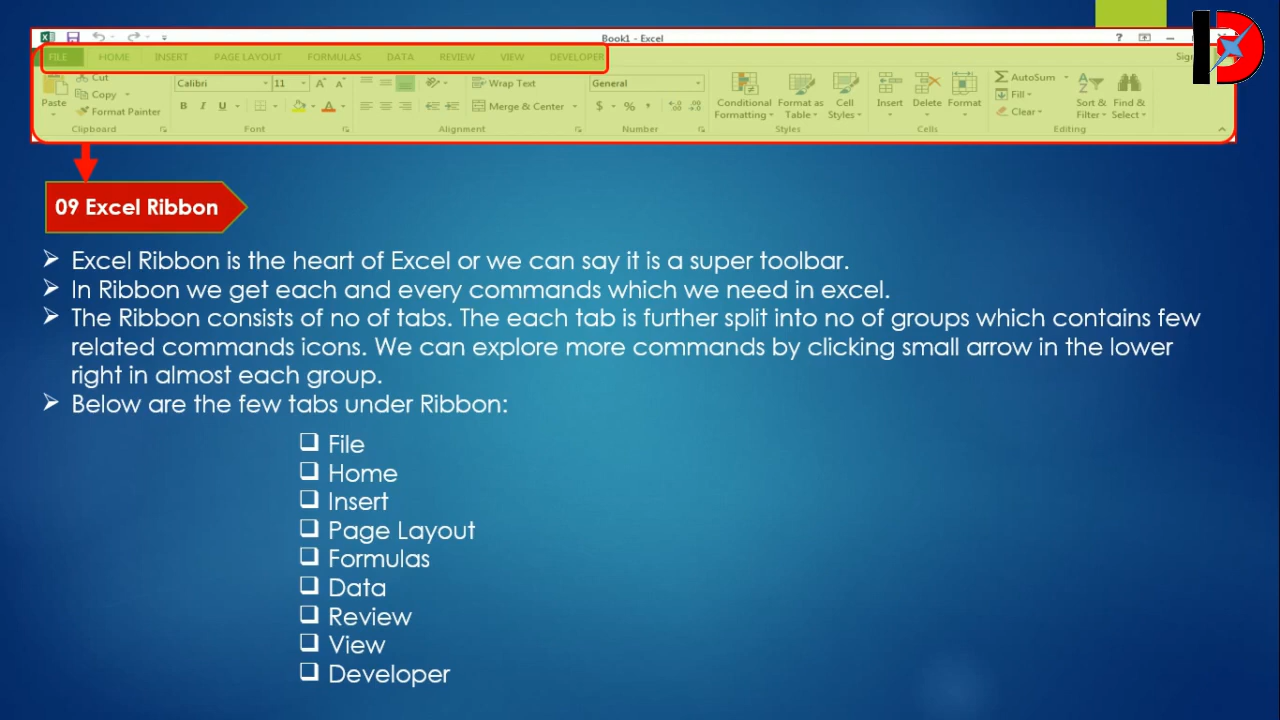 Book1 - Excel
FILE HOME INSERT PAGE LAYOUT FORMULAS DATA REVIEW VIEW DEVELOPER
Cut Calibri 11 Wrap Text General AutoSum
Copy Fill
Paste Format Painter B I U Merge & Center $ % Conditional Formatting Format as Table Cell Styles Insert Delete Format Clear Sort & Filter Find & Select
Clipboard Font Alignment Number Styles Cells Editing
09 Excel Ribbon
Excel Ribbon is the heart of Excel or we can say it is a super toolbar.
In Ribbon we get each and every commands which we need in excel.
The Ribbon consists of no of tabs. The each tab is further split into no of groups which contains few
related commands icons. We can explore more commands by clicking small arrow in the lower
right in almost each group.
Below are the few tabs under Ribbon:
File
Home
Insert
Page Layout
Formulas
Data
Review
View
Developer